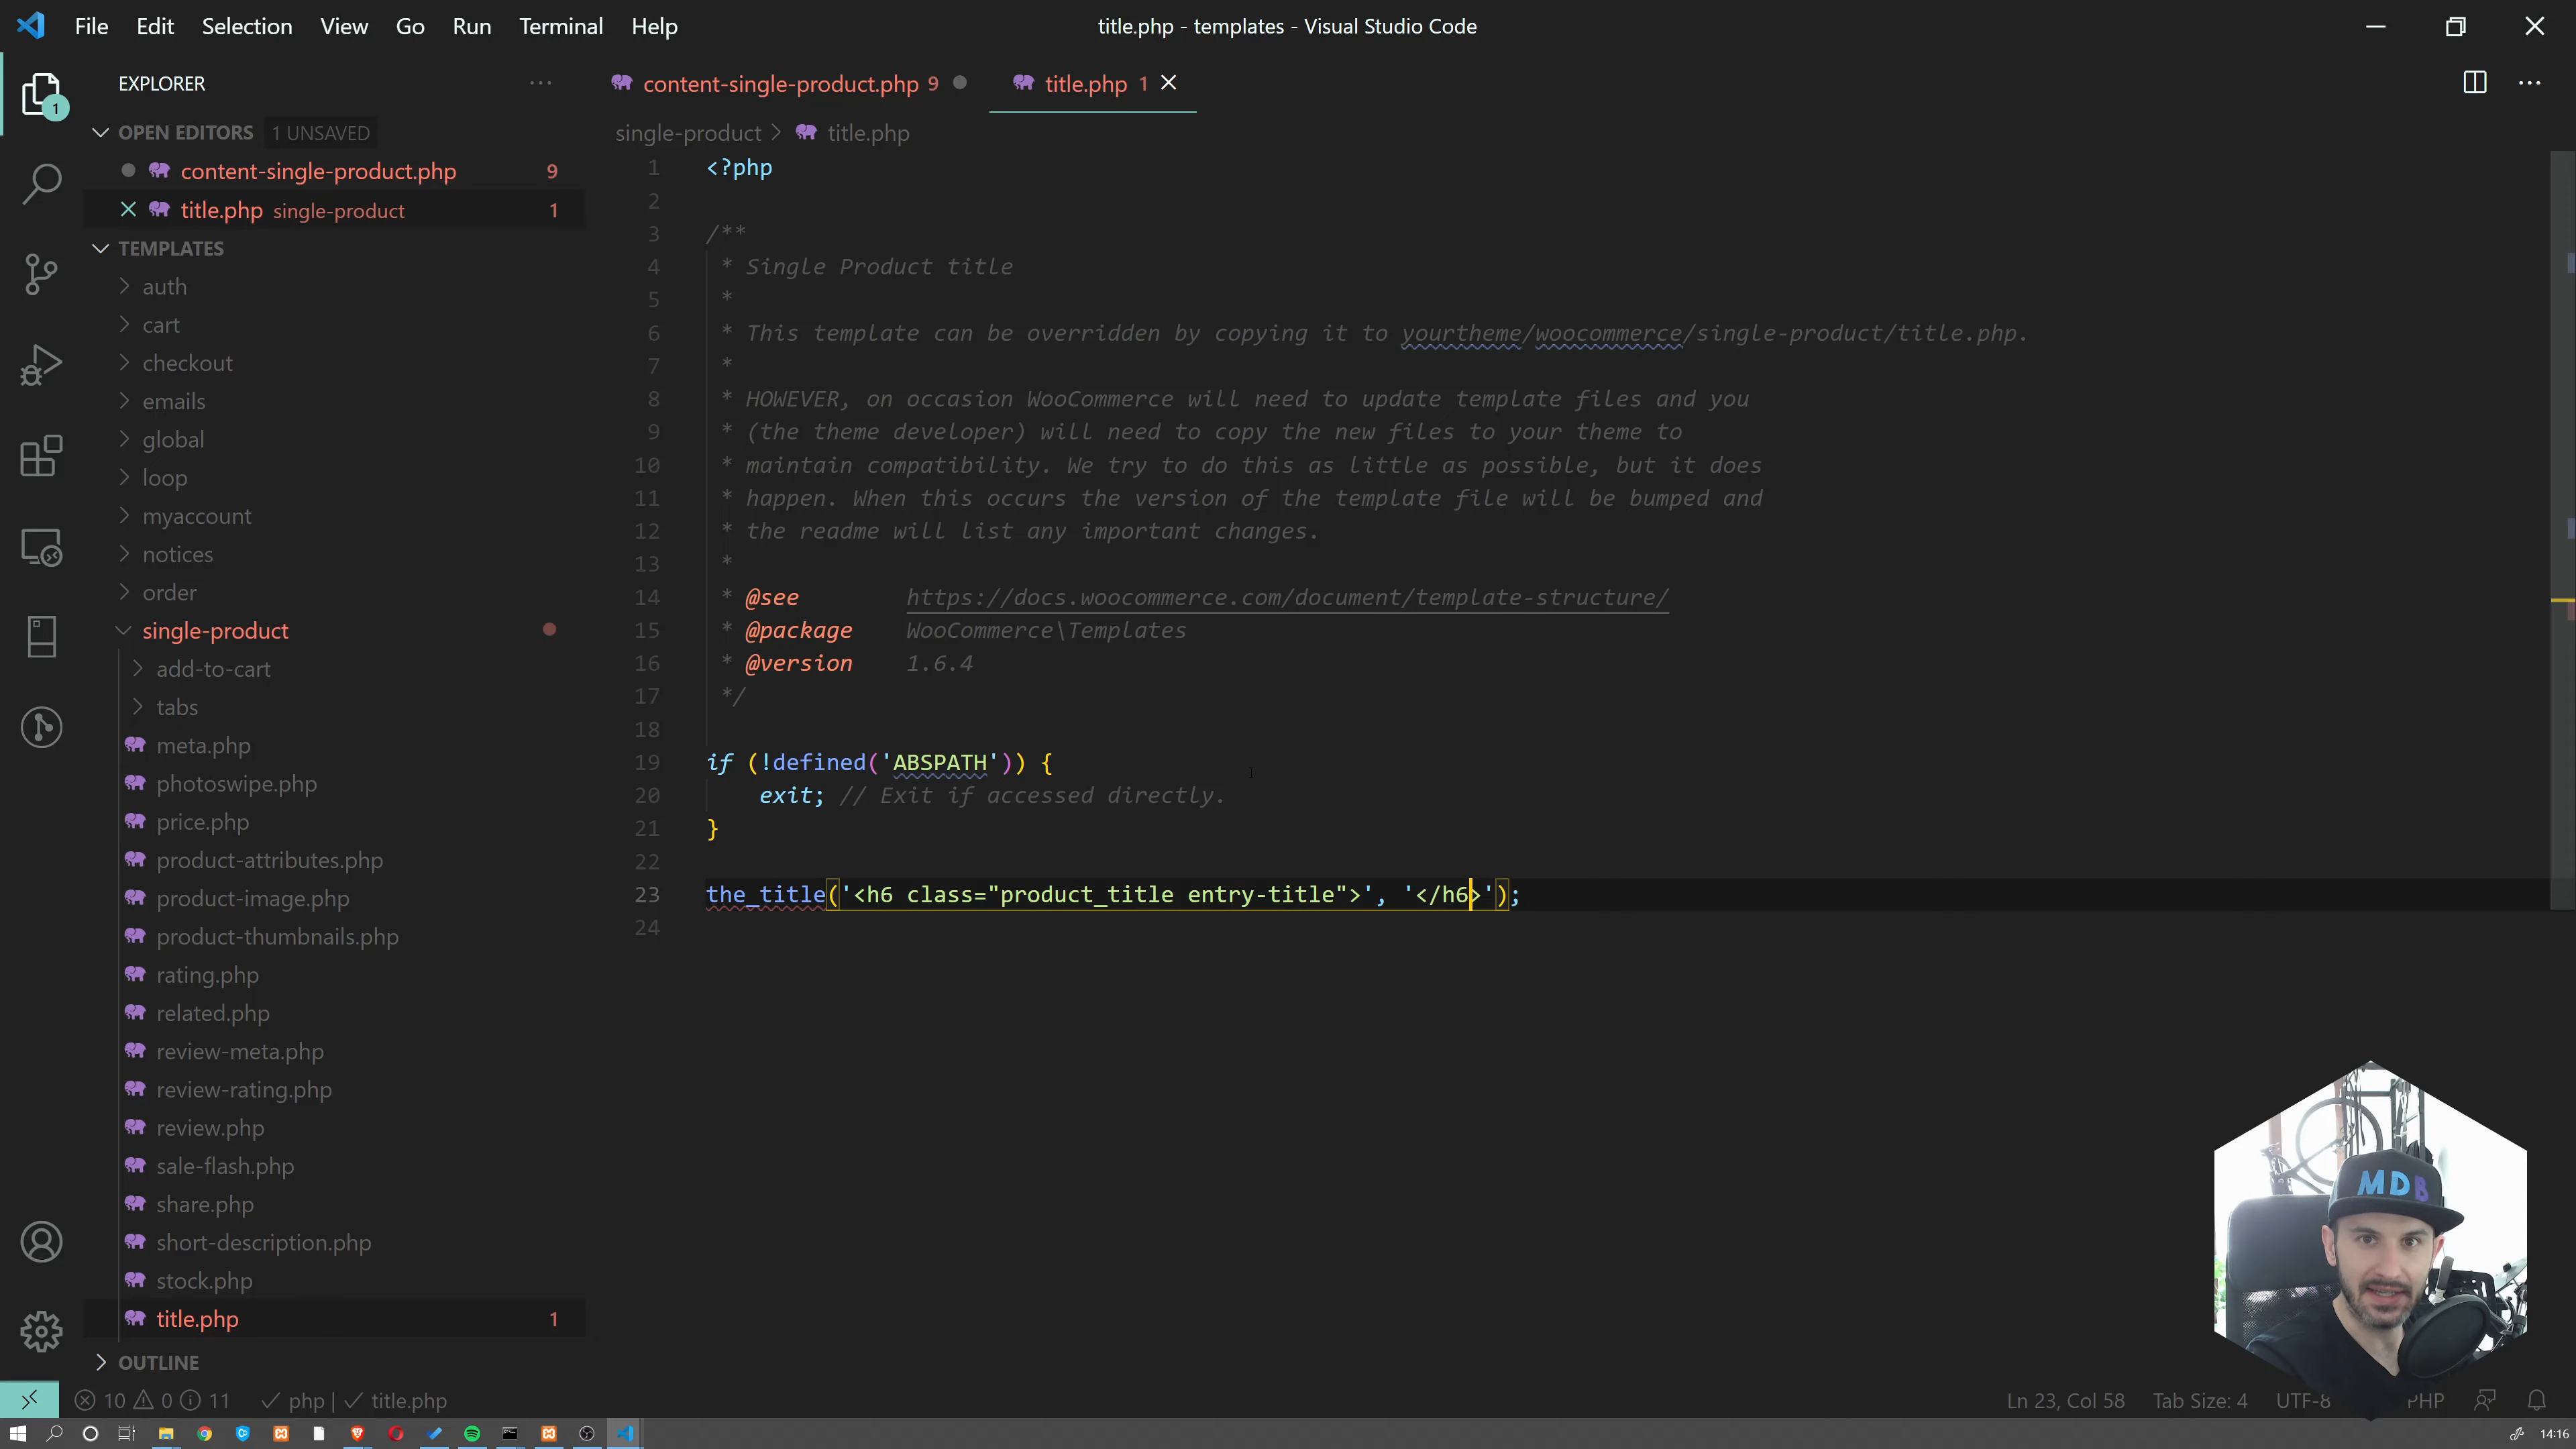 File Edit Selection View Go Run Terminal Help
title.php - templates - Visual Studio Code
EXPLORER
1
OPEN EDITORS 1 UNSAVED
content-single-product.php 9
title.php single-product 1
TEMPLATES
auth
cart
checkout
emails
global
loop
myaccount
notices
order
single-product
add-to-cart
tabs
meta.php
photoswipe.php
price.php
product-attributes.php
product-image.php
product-thumbnails.php
rating.php
related.php
review-meta.php
review-rating.php
review.php
sale-flash.php
share.php
short-description.php
stock.php
title.php 1
OUTLINE
content-single-product.php 9
title.php 1
single-product > title.php
1 <?php
2
3 /**
4 * Single Product title
5 *
6 * This template can be overridden by copying it to yourtheme/woocommerce/single-product/title.php.
7 *
8 * HOWEVER, on occasion WooCommerce will need to update template files and you
9 * (the theme developer) will need to copy the new files to your theme to
10 * maintain compatibility. We try to do this as little as possible, but it does
11 * happen. When this occurs the version of the template file will be bumped and
12 * the readme will list any important changes.
13 *
14 * @see https://docs.woocommerce.com/document/template-structure/
15 * @package WooCommerce\Templates
16 * @version 1.6.4
17 */
18
19 if (!defined('ABSPATH')) {
20 exit; // Exit if accessed directly.
21 }
22
23 the_title('<h6 class="product_title entry-title">', '</h6>');
24
MDB
10 0 11 php | title.php
Ln 23, Col 58 Tab Size: 4 UTF-8 PHP
14:16